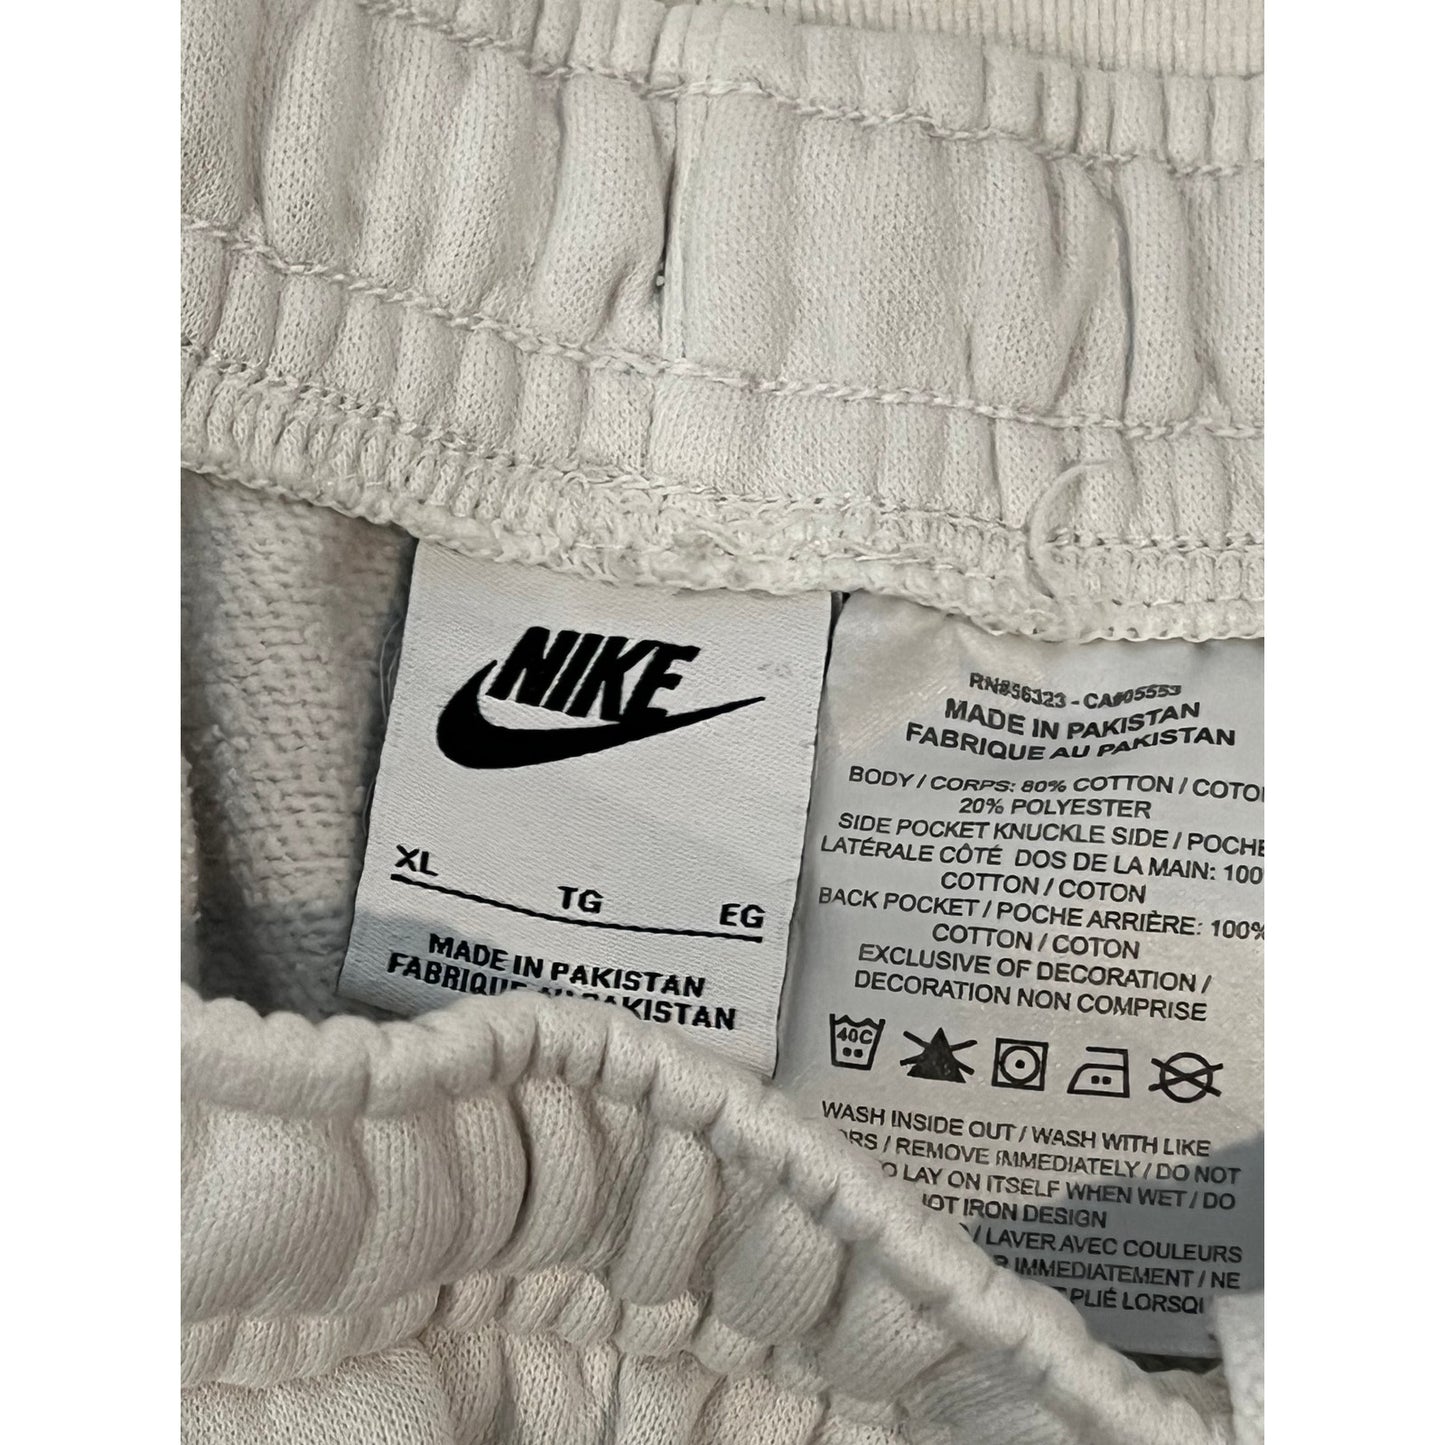 NIKE
XL TG EG
MADE IN PAKISTAN
FABRIQUE AU PAKISTAN
RN#56323 - CA#05553
MADE IN PAKISTAN
FABRIQUE AU PAKISTAN
BODY / CORPS: 80% COTTON / COTO
20% POLYESTER
SIDE POCKET KNUCKLE SIDE / POCHE
LATÉRALE CÔTÉ DOS DE LA MAIN: 100
COTTON / COTON
BACK POCKET / POCHE ARRIÈRE: 100%
COTTON / COTON
EXCLUSIVE OF DECORATION /
DECORATION NON COMPRISE
40C
WASH INSIDE OUT / WASH WITH LIKE
ORS / REMOVE IMMEDIATELY / DO NOT
O LAY ON ITSELF WHEN WET / DO
NOT IRON DESIGN
/ LAVER AVEC COULEURS
R IMMEDIATEMENT / NE
PLIÉ LORSQ